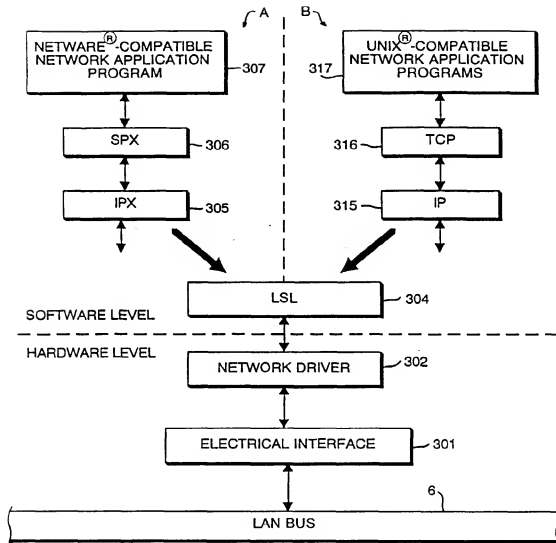 A
B
NETWARE®-COMPATIBLE
NETWORK APPLICATION
PROGRAM
307
317
UNIX®-COMPATIBLE
NETWORK APPLICATION
PROGRAMS
SPX
306
316
TCP
IPX
305
315
IP
LSL
304
SOFTWARE LEVEL
HARDWARE LEVEL
NETWORK DRIVER
302
ELECTRICAL INTERFACE
301
6
LAN BUS